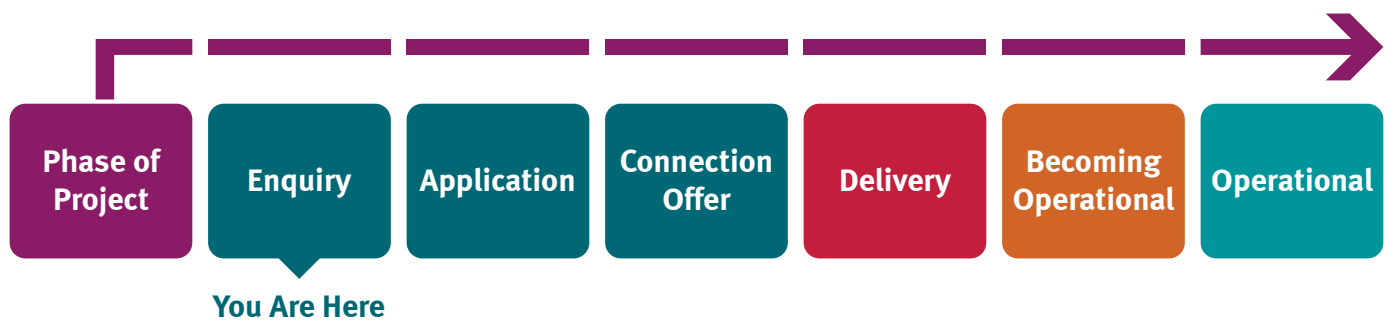 Phase of
Project
Enquiry
Application
Connection
Offer
Delivery
Becoming
Operational
Operational
You Are Here